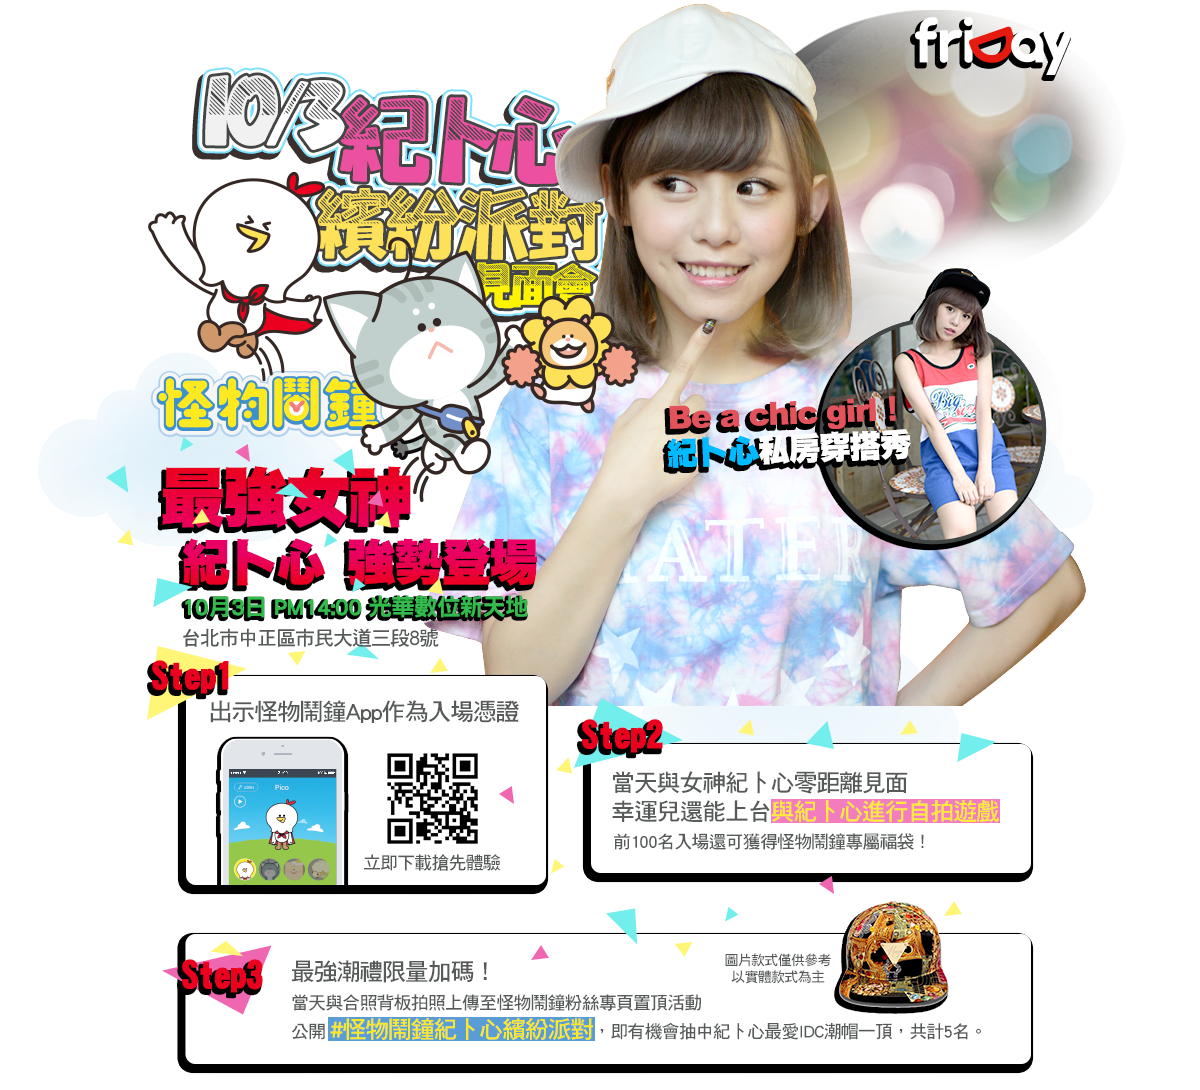 friDay
10/3紀卜心
繽紛派對
見面會
怪物鬧鐘
Be a chic girl！
紀卜心私房穿搭秀
Big
ATER
最強女神
紀卜心 強勢登場
10月3日 PM14:00 光華數位新天地
台北市中正區市民大道三段8號
Step1
出示怪物鬧鐘App作為入場憑證
Pico
立即下載搶先體驗
Step2
當天與女神紀卜心零距離見面
幸運兒還能上台與紀卜心進行自拍遊戲
前100名入場還可獲得怪物鬧鐘專屬福袋！
Step3
最強潮禮限量加碼！
當天與合照背板拍照上傳至怪物鬧鐘粉絲專頁置頂活動
公開 #怪物鬧鐘紀卜心繽紛派對，即有機會抽中紀卜心最愛IDC潮帽一頂，共計5名。
圖片款式僅供參考
以實體款式為主